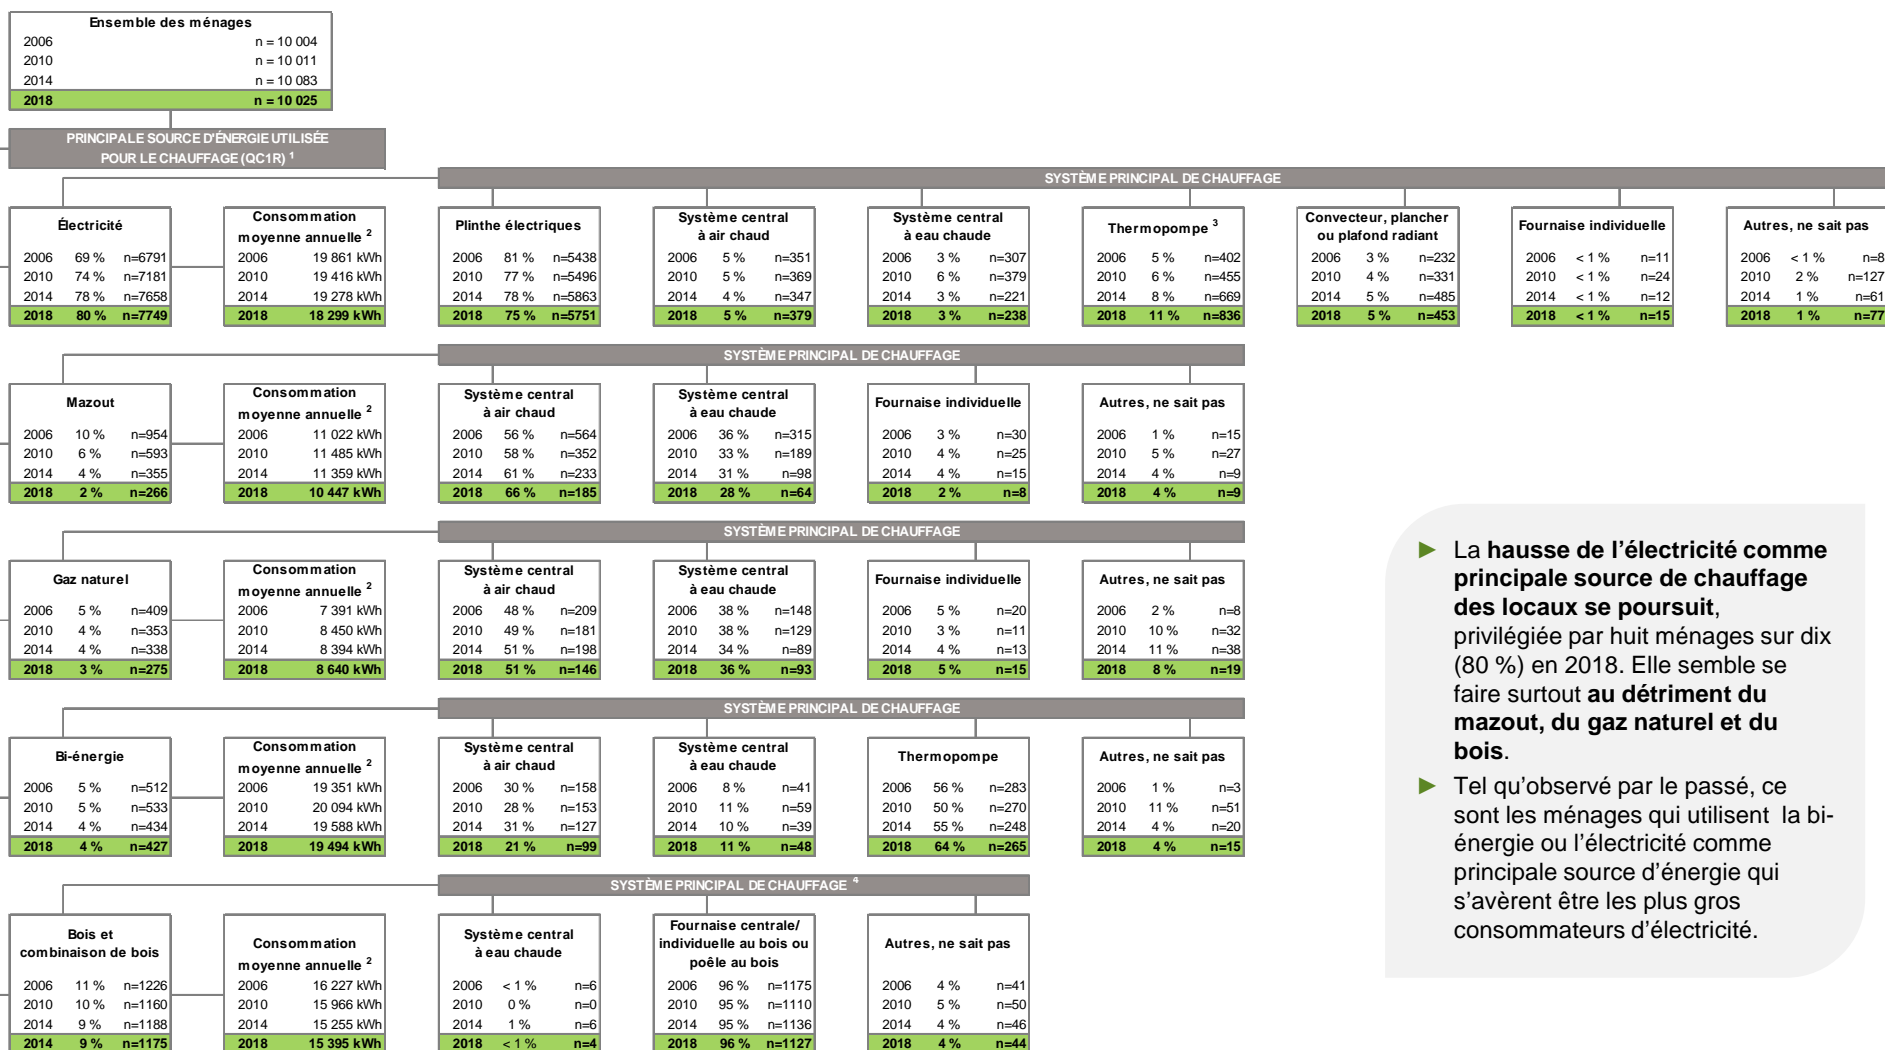 Ensemble des ménages
2006 n = 10 004
2010 n = 10 011
2014 n = 10 083
2018 n = 10 025
PRINCIPALE SOURCE D'ÉNERGIE UTILISÉE
POUR LE CHAUFFAGE (QC1R) 1
SYSTÈME PRINCIPAL DE CHAUFFAGE
Électricité
2006 69 % n=6791
2010 74 % n=7181
2014 78 % n=7658
2018 80 % n=7749
Consommation
moyenne annuelle 2
2006 19 861 kWh
2010 19 416 kWh
2014 19 278 kWh
2018 18 299 kWh
Plinthe électriques
2006 81 % n=5438
2010 77 % n=5496
2014 78 % n=5863
2018 75 % n=5751
Système central
à air chaud
2006 5 % n=351
2010 5 % n=369
2014 4 % n=347
2018 5 % n=379
Système central
à eau chaude
2006 3 % n=307
2010 6 % n=379
2014 3 % n=221
2018 3 % n=238
Thermopompe 3
2006 5 % n=402
2010 6 % n=455
2014 8 % n=669
2018 11 % n=836
Convecteur, plancher
ou plafond radiant
2006 3 % n=232
2010 4 % n=331
2014 5 % n=485
2018 5 % n=453
Fournaise individuelle
2006 < 1 % n=11
2010 < 1 % n=24
2014 < 1 % n=12
2018 < 1 % n=15
Autres, ne sait pas
2006 < 1 % n=8
2010 2 % n=127
2014 1 % n=61
2018 1 % n=77
SYSTÈME PRINCIPAL DE CHAUFFAGE
Mazout
2006 10 % n=954
2010 6 % n=593
2014 4 % n=355
2018 2 % n=266
Consommation
moyenne annuelle 2
2006 11 022 kWh
2010 11 485 kWh
2014 11 359 kWh
2018 10 447 kWh
Système central
à air chaud
2006 56 % n=564
2010 58 % n=352
2014 61 % n=233
2018 66 % n=185
Système central
à eau chaude
2006 36 % n=315
2010 33 % n=189
2014 31 % n=98
2018 28 % n=64
Fournaise individuelle
2006 3 % n=30
2010 4 % n=25
2014 4 % n=15
2018 2 % n=8
Autres, ne sait pas
2006 1 % n=15
2010 5 % n=27
2014 4 % n=9
2018 4 % n=9
SYSTÈME PRINCIPAL DE CHAUFFAGE
Gaz naturel
2006 5 % n=409
2010 4 % n=353
2014 4 % n=338
2018 3 % n=275
Consommation
moyenne annuelle 2
2006 7 391 kWh
2010 8 450 kWh
2014 8 394 kWh
2018 8 640 kWh
Système central
à air chaud
2006 48 % n=209
2010 49 % n=181
2014 51 % n=198
2018 51 % n=146
Système central
à eau chaude
2006 38 % n=148
2010 38 % n=129
2014 34 % n=89
2018 36 % n=93
Fournaise individuelle
2006 5 % n=20
2010 3 % n=11
2014 4 % n=13
2018 5 % n=15
Autres, ne sait pas
2006 2 % n=8
2010 10 % n=32
2014 11 % n=38
2018 8 % n=19
SYSTÈME PRINCIPAL DE CHAUFFAGE
Bi-énergie
2006 5 % n=512
2010 5 % n=533
2014 4 % n=434
2018 4 % n=427
Consommation
moyenne annuelle 2
2006 19 351 kWh
2010 20 094 kWh
2014 19 588 kWh
2018 19 494 kWh
Système central
à air chaud
2006 30 % n=158
2010 28 % n=153
2014 31 % n=127
2018 21 % n=99
Système central
à eau chaude
2006 8 % n=41
2010 11 % n=59
2014 10 % n=39
2018 11 % n=48
Thermopompe
2006 56 % n=283
2010 50 % n=270
2014 55 % n=248
2018 64 % n=265
Autres, ne sait pas
2006 1 % n=3
2010 11 % n=51
2014 4 % n=20
2018 4 % n=15
SYSTÈME PRINCIPAL DE CHAUFFAGE 4
Bois et
combinaison de bois
2006 11 % n=1226
2010 10 % n=1160
2014 9 % n=1188
2014 9 % n=1175
Consommation
moyenne annuelle 2
2006 16 227 kWh
2010 15 966 kWh
2014 15 255 kWh
2018 15 395 kWh
Système central
à eau chaude
2006 < 1 % n=6
2010 0 % n=0
2014 1 % n=6
2018 < 1 % n=4
Fournaise centrale/
individuelle au bois ou
poêle au bois
2006 96 % n=1175
2010 95 % n=1110
2014 95 % n=1136
2018 96 % n=1127
Autres, ne sait pas
2006 4 % n=41
2010 5 % n=50
2014 4 % n=46
2018 4 % n=44
► La hausse de l’électricité comme
principale source de chauffage
des locaux se poursuit,
privilégiée par huit ménages sur dix
(80 %) en 2018. Elle semble se
faire surtout au détriment du
mazout, du gaz naturel et du
bois.
► Tel qu’observé par le passé, ce
sont les ménages qui utilisent la bi-
énergie ou l’électricité comme
principale source d’énergie qui
s’avèrent être les plus gros
consommateurs d’électricité.